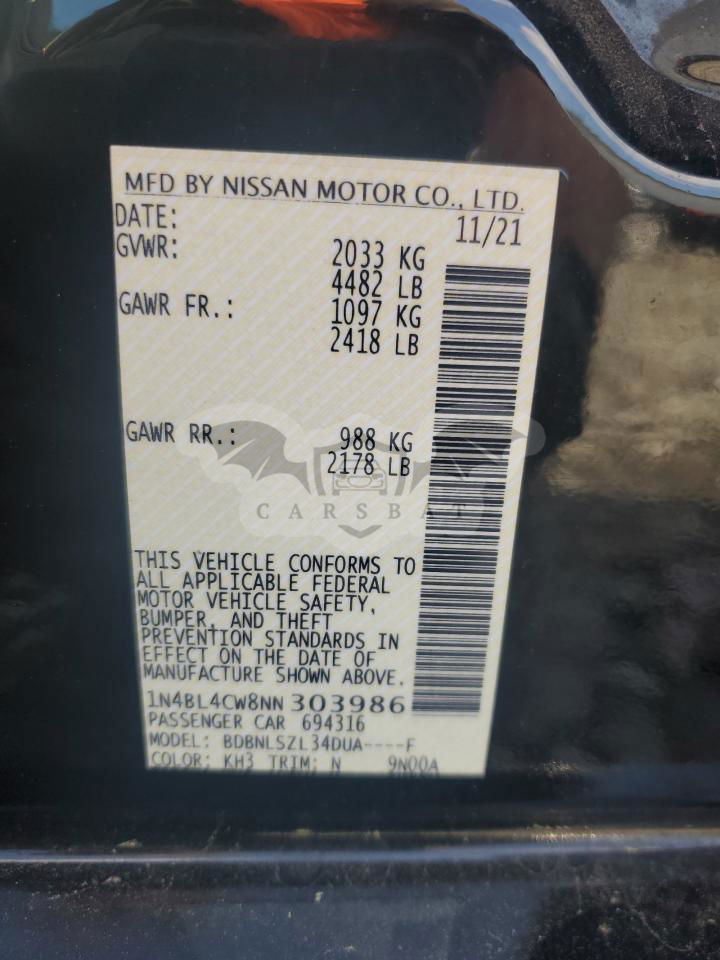 MFD BY NISSAN MOTOR CO., LTD.
DATE: 11/21
GVWR: 2033 KG
4482 LB
GAWR FR.: 1097 KG
2418 LB
GAWR RR.: 988 KG
2178 LB
CARSBAT
THIS VEHICLE CONFORMS TO
ALL APPLICABLE FEDERAL
MOTOR VEHICLE SAFETY,
BUMPER, AND THEFT
PREVENTION STANDARDS IN
EFFECT ON THE DATE OF
MANUFACTURE SHOWN ABOVE.
1N4BL4CW8NN303986
PASSENGER CAR 694316
MODEL: BDBNLSZL34DUA----F
COLOR: KH3 TRIM: N 9N00A